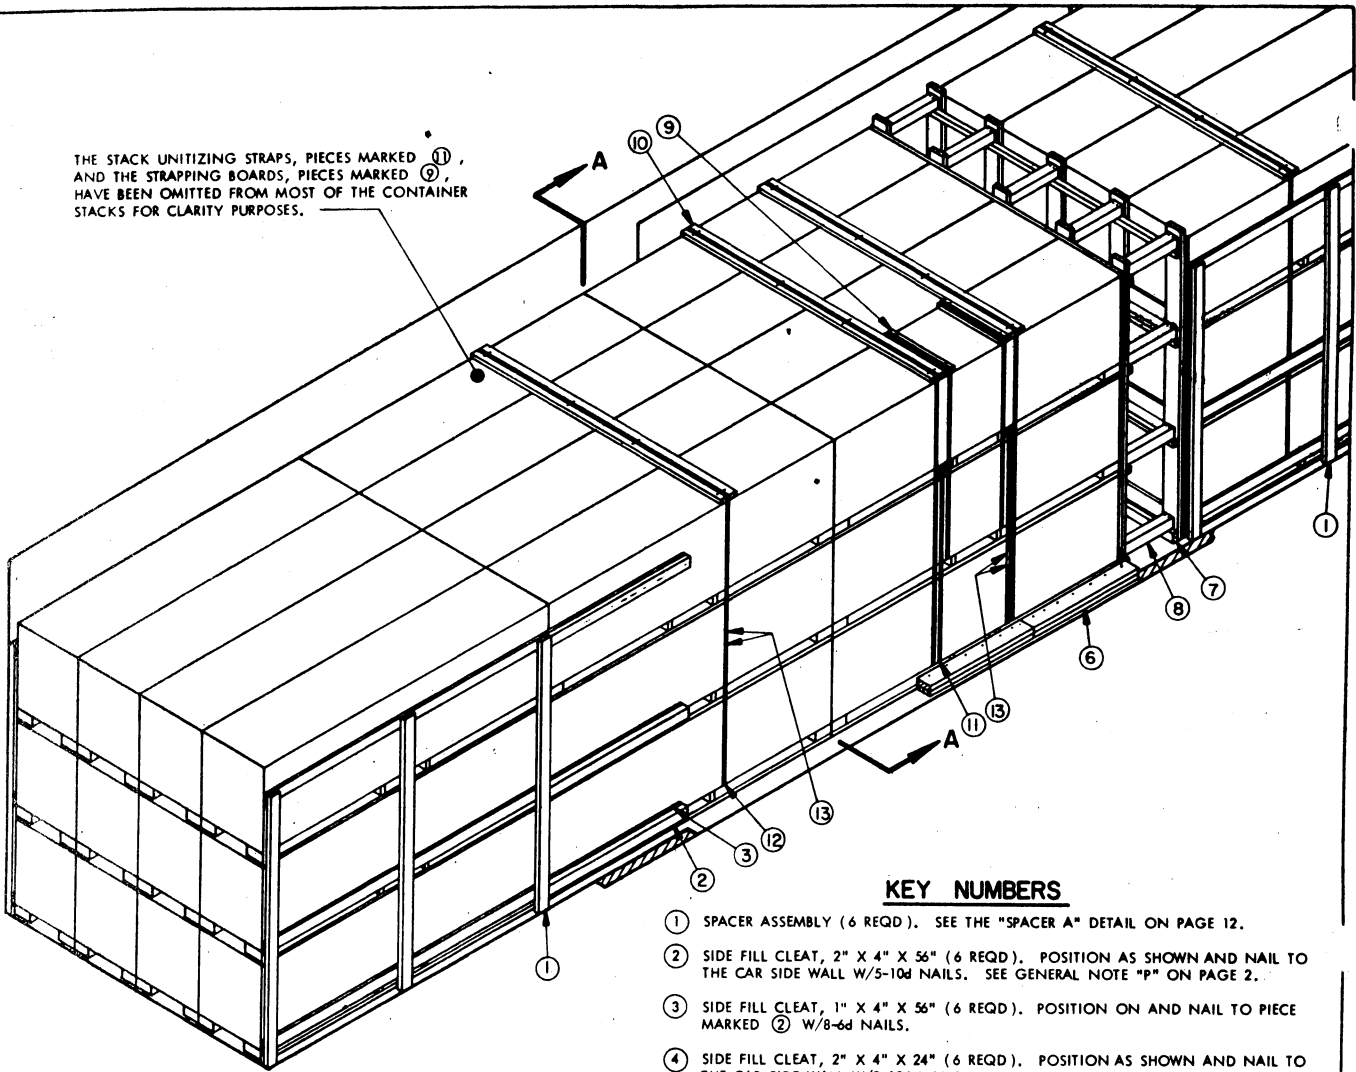 THE STACK UNITIZING STRAPS, PIECES MARKED ⑪ ,
AND THE STRAPPING BOARDS, PIECES MARKED ⑨ ,
HAVE BEEN OMITTED FROM MOST OF THE CONTAINER
STACKS FOR CLARITY PURPOSES.
A
⑨
⑩
①
⑦
⑧
⑥
⑬
⑪
A
⑬
⑫
③
②
①
KEY NUMBERS
① SPACER ASSEMBLY (6 REQD). SEE THE "SPACER A" DETAIL ON PAGE 12.
② SIDE FILL CLEAT, 2" X 4" X 56" (6 REQD). POSITION AS SHOWN AND NAIL TO
THE CAR SIDE WALL W/5-10d NAILS. SEE GENERAL NOTE "P" ON PAGE 2.
③ SIDE FILL CLEAT, 1" X 4" X 56" (6 REQD). POSITION ON AND NAIL TO PIECE
MARKED ② W/8-6d NAILS.
④ SIDE FILL CLEAT, 2" X 4" X 24" (6 REQD). POSITION AS SHOWN AND NAIL TO